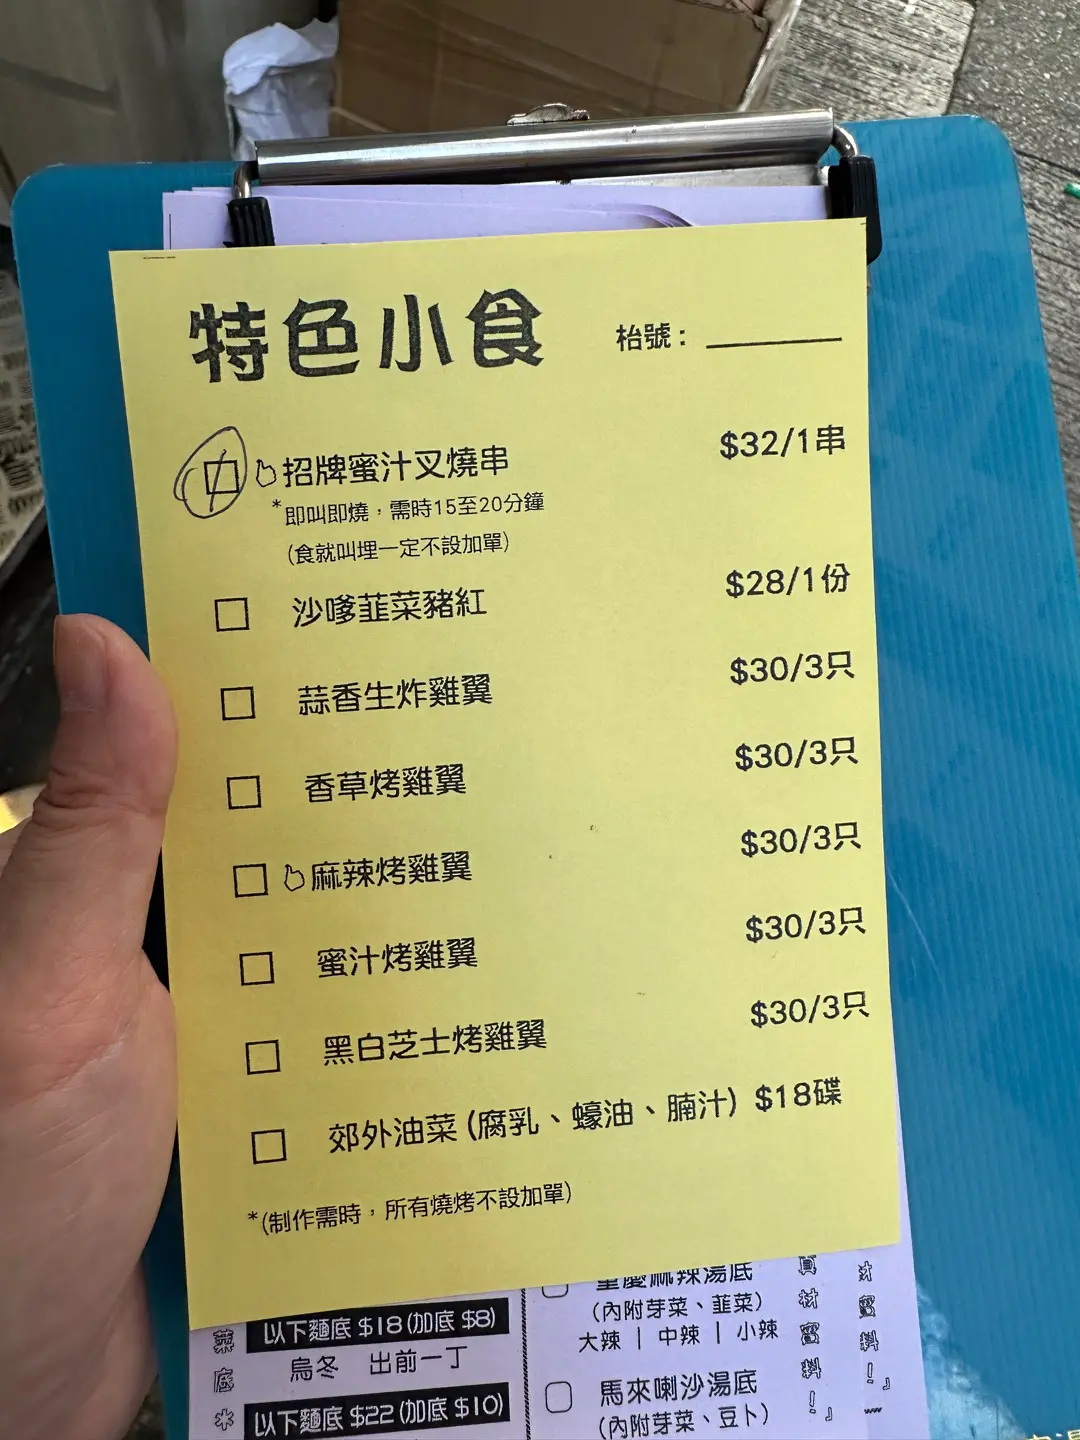 特色小食
枱號：
招牌蜜汁叉燒串 $32/1串
*即叫即燒，需時15至20分鐘
(食就叫埋一定不設加單)
沙嗲韮菜豬紅 $28/1份
蒜香生炸雞翼 $30/3只
香草烤雞翼 $30/3只
麻辣烤雞翼 $30/3只
蜜汁烤雞翼 $30/3只
黑白芝士烤雞翼 $30/3只
郊外油菜(腐乳、蠔油、腩汁) $18碟
*(制作需時，所有燒烤不設加單)
以下麵底 $18(加底 $8)
烏冬 出前一丁
以下麵底 $22(加底 $10)
重慶麻辣湯底
(內附芽菜、韮菜)
大辣 | 中辣 | 小辣
馬來喇沙湯底
(內附芽菜、豆卜)